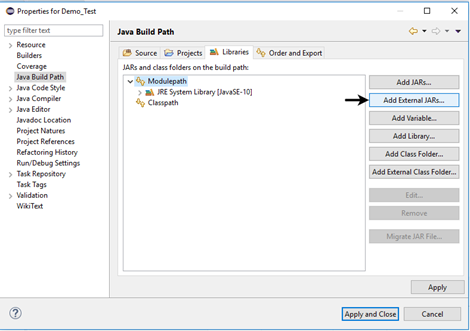 Properties for Demo_Test
type filter text
Resource
Builders
Coverage
Java Build Path
Java Code Style
Java Compiler
Java Editor
Javadoc Location
Project Natures
Project References
Refactoring History
Run/Debug Settings
Task Repository
Task Tags
Validation
WikiText
Java Build Path
Source Projects Libraries Order and Export
JARs and class folders on the build path:
Modulepath
JRE System Library [JavaSE-10]
Classpath
Add JARs...
Add External JARs...
Add Variable...
Add Library...
Add Class Folder...
Add External Class Folder...
Edit...
Remove
Migrate JAR File...
Apply
?
Apply and Close Cancel